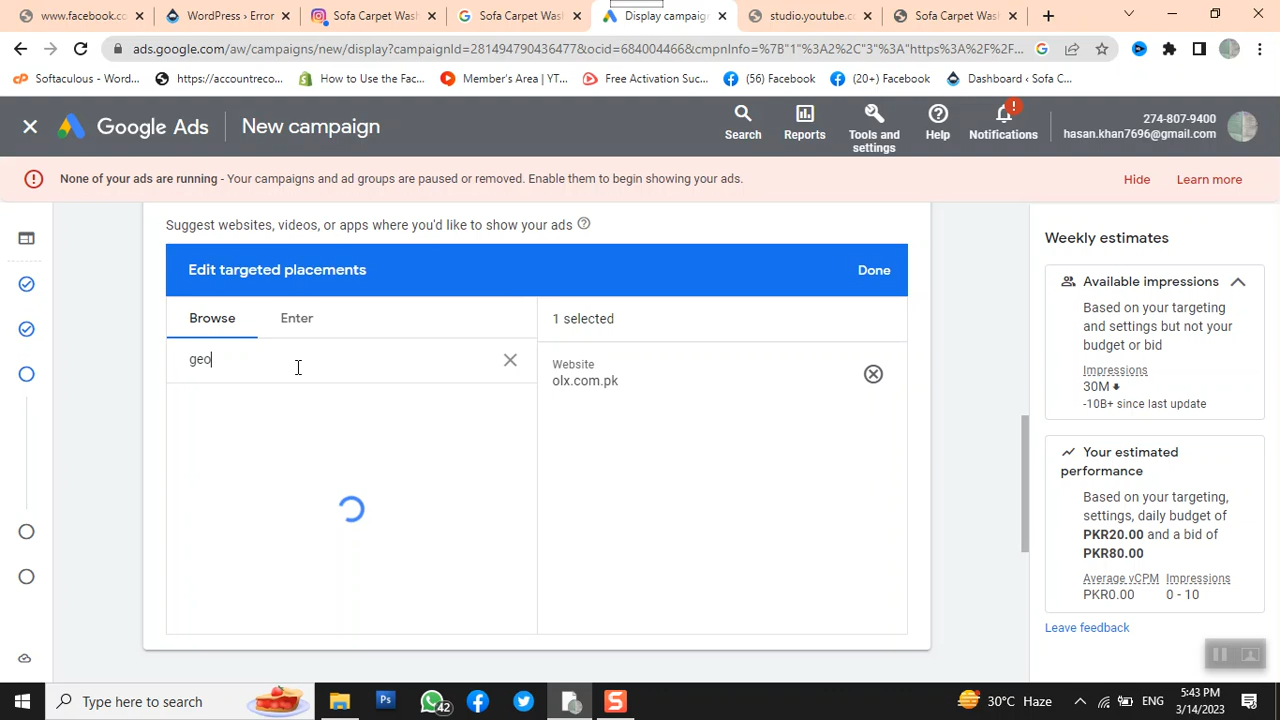 www.facebook.c
WordPress › Error
Sofa Carpet Was
Sofa Carpet Was
Display campaig
studio.youtube.c
Sofa Carpet Was
ads.google.com/aw/campaigns/new/display?campaignId=281494790436477&ocid=684004466&cmpnInfo=%7B"1"%3A2%2C"3"%3A"https%3A%2F%2F...
Softaculous - Word...
https://accountreco...
How to Use the Fac...
Member's Area | YT...
Free Activation Suc...
(56) Facebook
(20+) Facebook
Dashboard ‹ Sofa C...
Google Ads
New campaign
Search
Reports
Tools and
settings
Help
Notifications
274-807-9400
hasan.khan7696@gmail.com
None of your ads are running - Your campaigns and ad groups are paused or removed. Enable them to begin showing your ads.
Hide
Learn more
Suggest websites, videos, or apps where you'd like to show your ads
Edit targeted placements
Done
Browse
Enter
1 selected
geo
Website
olx.com.pk
Weekly estimates
Available impressions
Based on your targeting
and settings but not your
budget or bid
Impressions
30M
-10B+ since last update
Your estimated
performance
Based on your targeting,
settings, daily budget of
PKR20.00 and a bid of
PKR80.00
Average vCPM
Impressions
PKR0.00
0 - 10
Leave feedback
Type here to search
Ps
42
30°C Haze
ENG
5:43 PM
3/14/2023